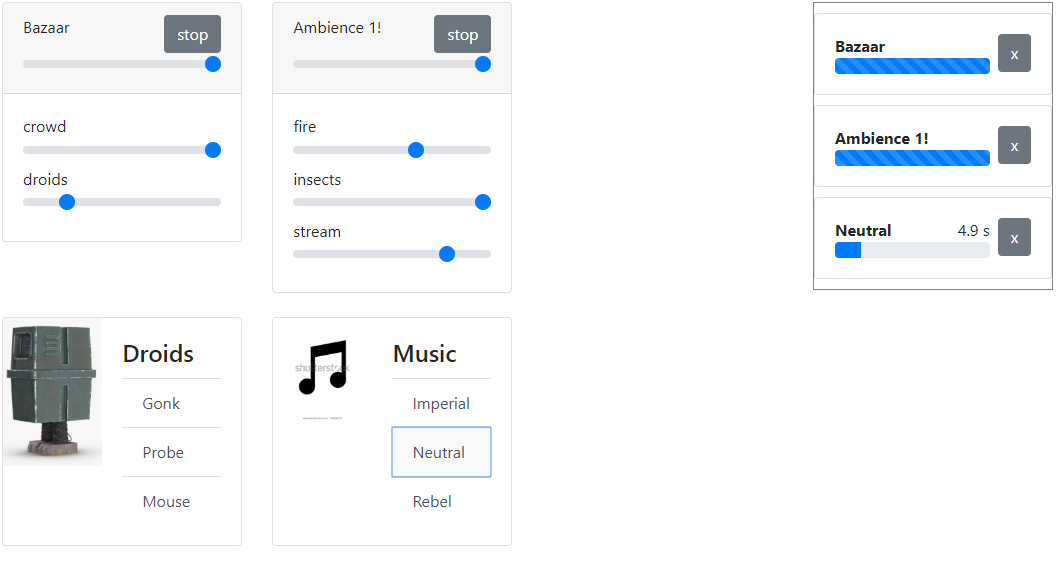 Bazaar
stop
crowd
droids
Ambience 1!
stop
fire
insects
stream
Bazaar
x
Ambience 1!
x
Neutral 4.9 s
x
Droids
Gonk
Probe
Mouse
shutterstock
Music
Imperial
Neutral
Rebel